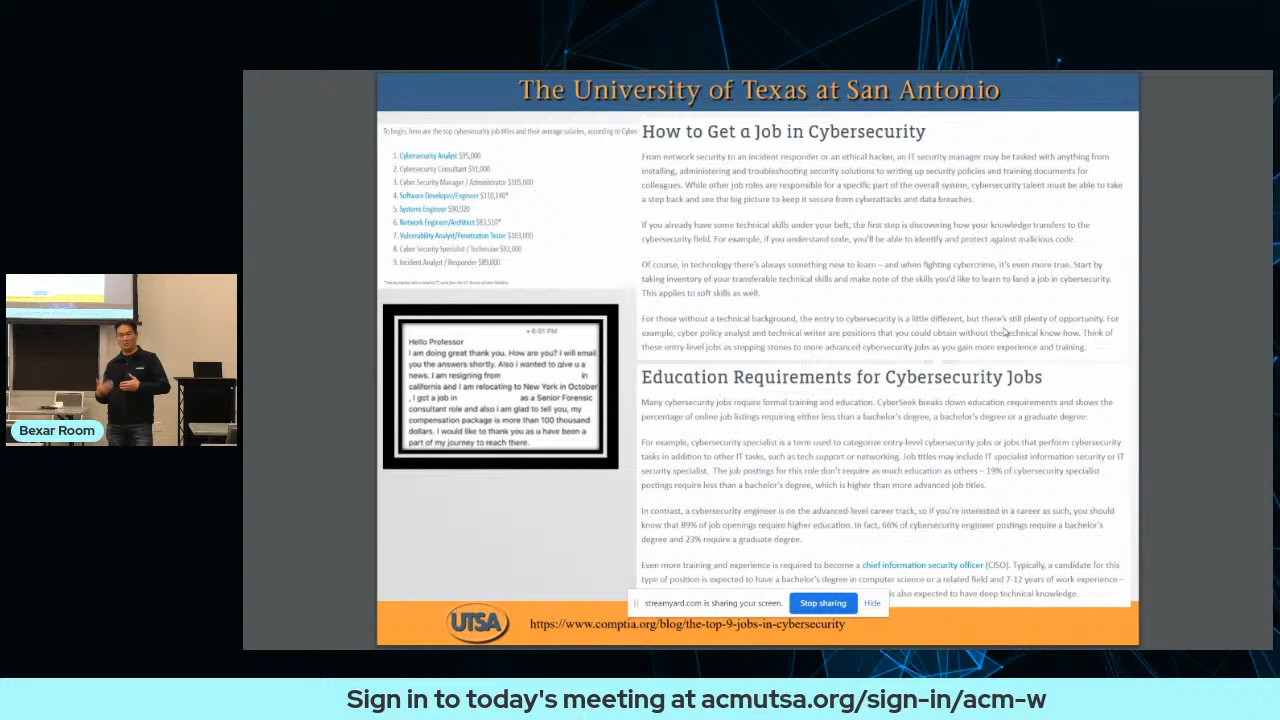 The University of Texas at San Antonio
To begin, here are the top cybersecurity job titles and their average salaries, according to Cyber
1. Cybersecurity Analyst $95,000
2. Cybersecurity Consultant $91,000
3. Cyber Security Manager / Administrator $105,000
4. Software Developer/Engineer $110,140*
5. Systems Engineer $90,920
6. Network Engineer/Architect $83,510*
7. Vulnerability Analyst/Penetration Tester $103,000
8. Cyber Security Specialist / Technician $92,000
9. Incident Analyst / Responder $89,000
• 6:01 PM
Hello Professor
I am doing great thank you. How are you? I will email
you the answers shortly. Also i wanted to give u a
news. I am resigning from in
californis and I am relocating to New York in October
, I got a job in as a Senior Forensic
consultant role and also i am glad to tell you, my
compensation package is more than 100 thousand
dollars. I would like to thank you as u have been a
part of my journey to reach there.
How to Get a Job in Cybersecurity
From network security to an incident responder or an ethical hacker, an IT security manager may be tasked with anything from
installing, administering and troubleshooting security solutions to writing up security policies and training documents for
colleagues. While other job roles are responsible for a specific part of the overall system, cybersecurity talent must be able to take
a step back and see the big picture to keep it secure from cyberattacks and data breaches.
If you already have some technical skills under your belt, the first step is discovering how your knowledge transfers to the
cybersecurity field. For example, if you understand code, you'll be able to identify and protect against malicious code.
Of course, in technology there's always something new to learn – and when fighting cybercrime, it's even more true. Start by
taking inventory of your transferable technical skills and make note of the skills you'd like to learn to land a job in cybersecurity.
This applies to soft skills as well.
For those without a technical background, the entry to cybersecurity is a little different, but there's still plenty of opportunity. For
example, cyber policy analyst and technical writer are positions that you could obtain without the technical know-how. Think of
these entry-level jobs as stepping stones to more advanced cybersecurity jobs as you gain more experience and training.
Education Requirements for Cybersecurity Jobs
Many cybersecurity jobs require formal training and education. CyberSeek breaks down education requirements and shows the
percentage of online job listings requiring either less than a bachelor's degree, a bachelor's degree or a graduate degree.
For example, cybersecurity specialist is a term used to categorize entry-level cybersecurity jobs or jobs that perform cybersecurity
tasks in addition to other IT tasks, such as tech support or networking. Job titles may include IT specialist information security or IT
security specialist. The job postings for this role don't require as much education as others – 19% of cybersecurity specialist
postings require less than a bachelor's degree, which is higher than more advanced job titles.
In contrast, a cybersecurity engineer is on the advanced-level career track, so if you're interested in a career as such, you should
know that 89% of job openings require higher education. In fact, 66% of cybersecurity engineer postings require a bachelor's
degree and 23% require a graduate degree.
Even more training and experience is required to become a chief information security officer (CISO). Typically, a candidate for this
type of position is expected to have a bachelor's degree in computer science or a related field and 7-12 years of work experience –
is also expected to have deep technical knowledge.
streamyard.com is sharing your screen.
Stop sharing
Hide
UTSA
https://www.comptia.org/blog/the-top-9-jobs-in-cybersecurity
Bexar Room
Sign in to today's meeting at acmutsa.org/sign-in/acm-w